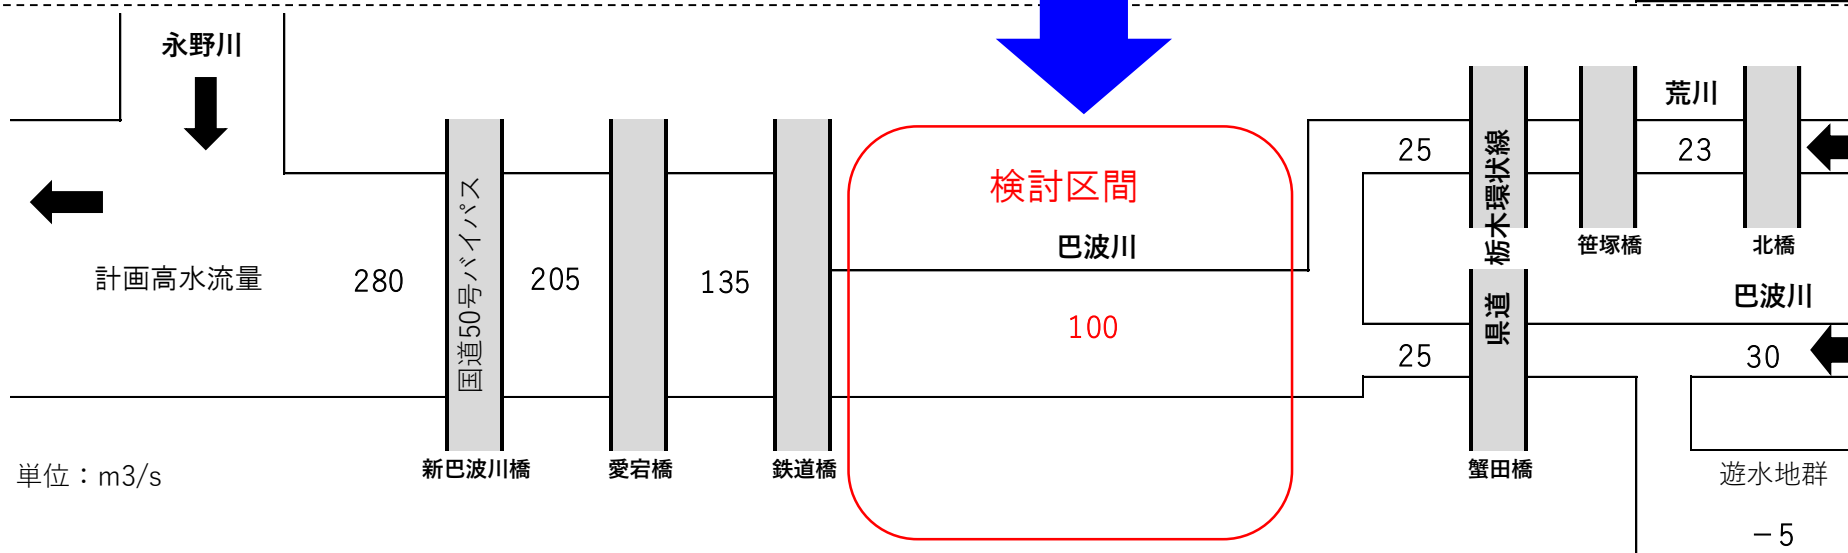 永野川
荒川
25
23
検討区間
栃木環状線
巴波川
笹塚橋
北橋
計画高水流量
280
国道50号バイパス
205
135
巴波川
県道
100
25
30
新巴波川橋
愛宕橋
鉄道橋
蟹田橋
単位：m3/s
遊水地群
－5